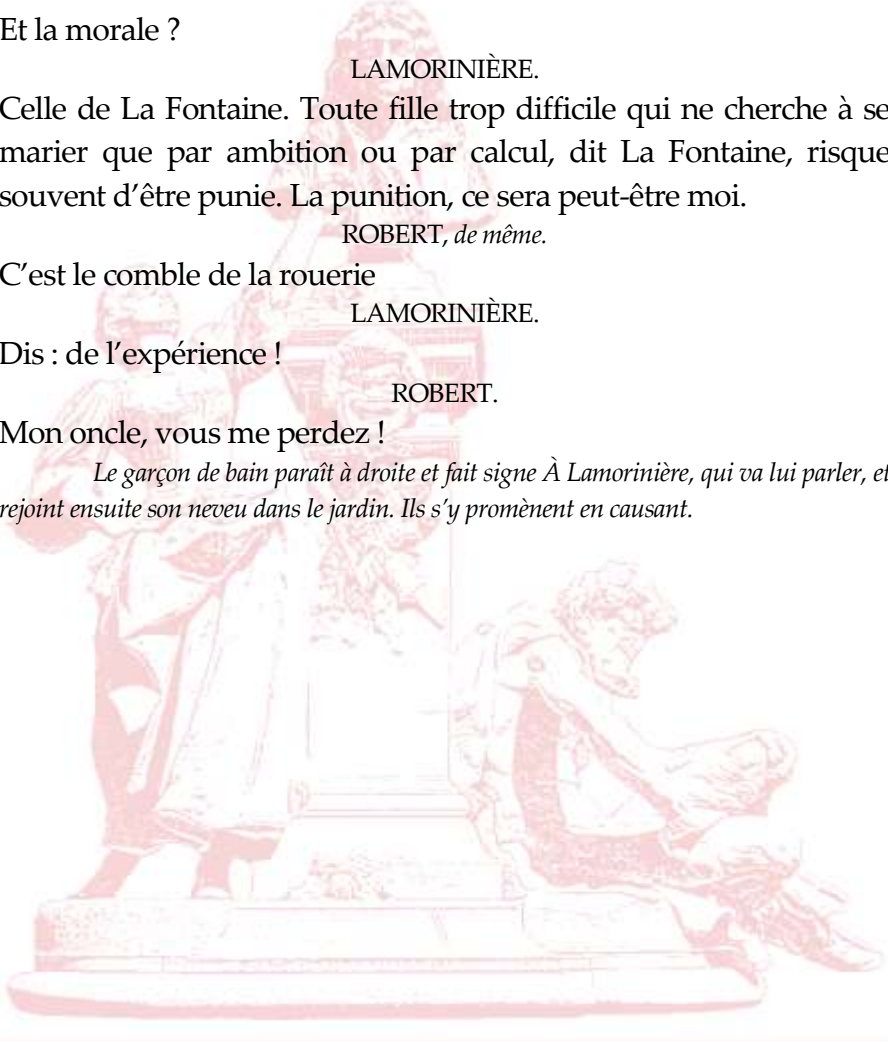 Et la morale ?
LAMORINIÈRE.
Celle de La Fontaine. Toute fille trop difficile qui ne cherche à se
marier que par ambition ou par calcul, dit La Fontaine, risque
souvent d’être punie. La punition, ce sera peut-être moi.
ROBERT, de même.
C’est le comble de la rouerie
LAMORINIÈRE.
Dis : de l’expérience !
ROBERT.
Mon oncle, vous me perdez !
Le garçon de bain paraît à droite et fait signe À Lamorinière, qui va lui parler, et
rejoint ensuite son neveu dans le jardin. Ils s’y promènent en causant.